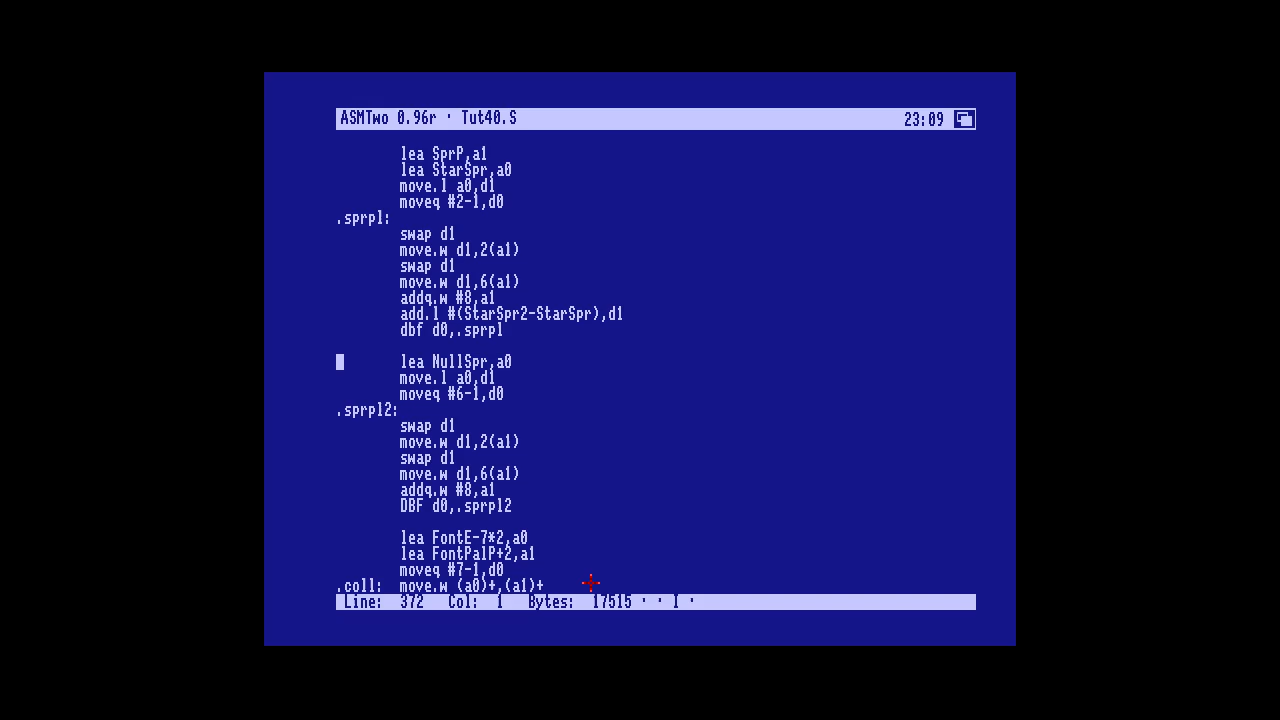 ASMTwo 0.96r · Tut40.S 23:09
lea SprP,a1
lea StarSpr,a0
move.l a0,d1
moveq #2-1,d0
.sprpl:
swap d1
move.w d1,2(a1)
swap d1
move.w d1,6(a1)
addq.w #8,a1
add.l #(StarSpr2-StarSpr),d1
dbf d0,.sprpl
lea NullSpr,a0
move.l a0,d1
moveq #6-1,d0
.sprpl2:
swap d1
move.w d1,2(a1)
swap d1
move.w d1,6(a1)
addq.w #8,a1
DBF d0,.sprpl2
lea FontE-7*2,a0
lea FontPalP+2,a1
moveq #7-1,d0
.coll: move.w (a0)+,(a1)+
Line: 372 Col: 1 Bytes: 17515 · · I ·